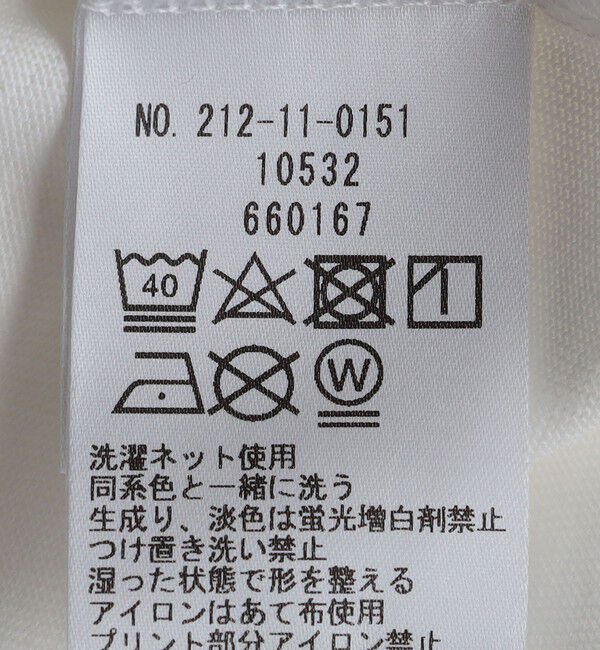 NO. 212-11-0151
10532
660167
40
W
洗濯ネット使用
同系色と一緒に洗う
生成り、淡色は蛍光増白剤禁止
つけ置き洗い禁止
湿った状態で形を整える
アイロンはあて布使用
プリント部分アイロン禁止